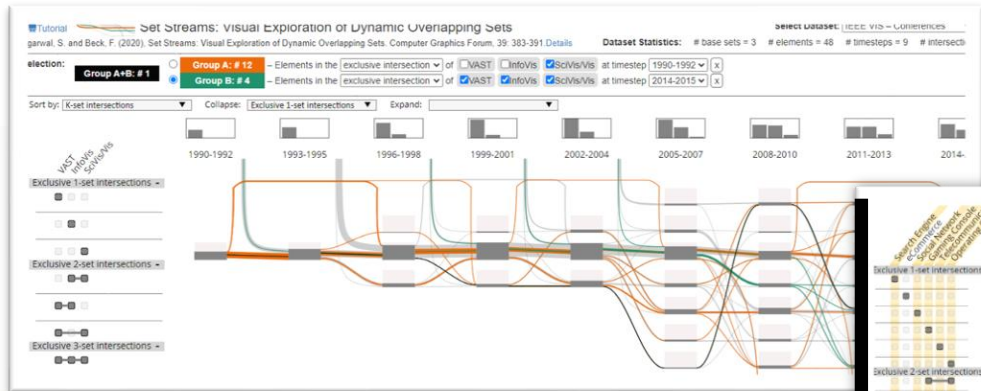 Tutorial
Set Streams: Visual Exploration of Dynamic Overlapping Sets
Select Dataset: IEEE VIS – Conferences
garwal, S. and Beck, F. (2020), Set Streams: Visual Exploration of Dynamic Overlapping Sets. Computer Graphics Forum, 39: 383-391.Details
Dataset Statistics: # base sets = 3 # elements = 48 # timesteps = 9 # intersecti
election:
Group A+B: # 1
Group A: # 12 – Elements in the exclusive intersection of VAST InfoVis SciVis/Vis at timestep 1990-1992 x
Group B: # 4 – Elements in the exclusive intersection of VAST InfoVis SciVis/Vis at timestep 2014-2015 x
Sort by: K-set intersections Collapse: Exclusive 1-set intersections Expand:
1990-1992 1993-1995 1996-1998 1999-2001 2002-2004 2005-2007 2008-2010 2011-2013 2014-
VAST
InfoVis
SciVis/Vis
Exclusive 1-set intersections -
Exclusive 2-set intersections -
Exclusive 3-set intersections -
Search Engine
eCommerce
Social Network
Gaming Console
Telecommunic
Operating
Exclusive 1-set intersections
Exclusive 2-set intersections